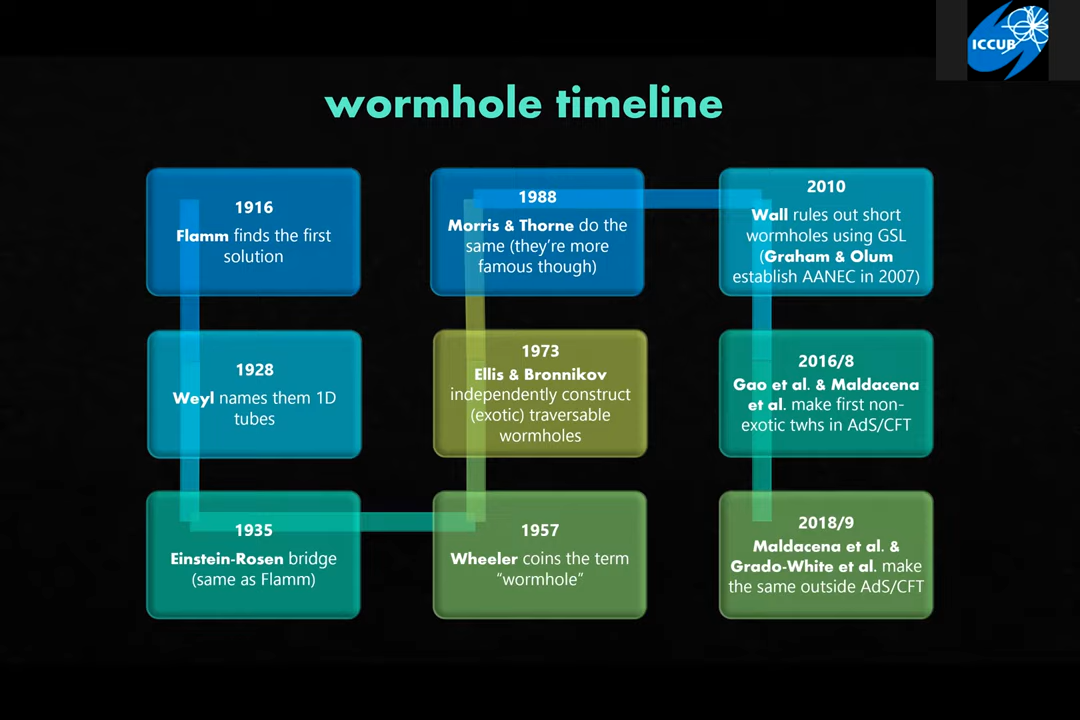 ICCUB
wormhole timeline
1916
Flamm finds the first
solution
1928
Weyl names them 1D
tubes
1935
Einstein-Rosen bridge
(same as Flamm)
1957
Wheeler coins the term
“wormhole”
1973
Ellis & Bronnikov
independently construct
(exotic) traversable
wormholes
1988
Morris & Thorne do the
same (they’re more
famous though)
2010
Wall rules out short
wormholes using GSL
(Graham & Olum
establish AANEC in 2007)
2016/8
Gao et al. & Maldacena
et al. make first non-
exotic twhs in AdS/CFT
2018/9
Maldacena et al. &
Grado-White et al. make
the same outside AdS/CFT